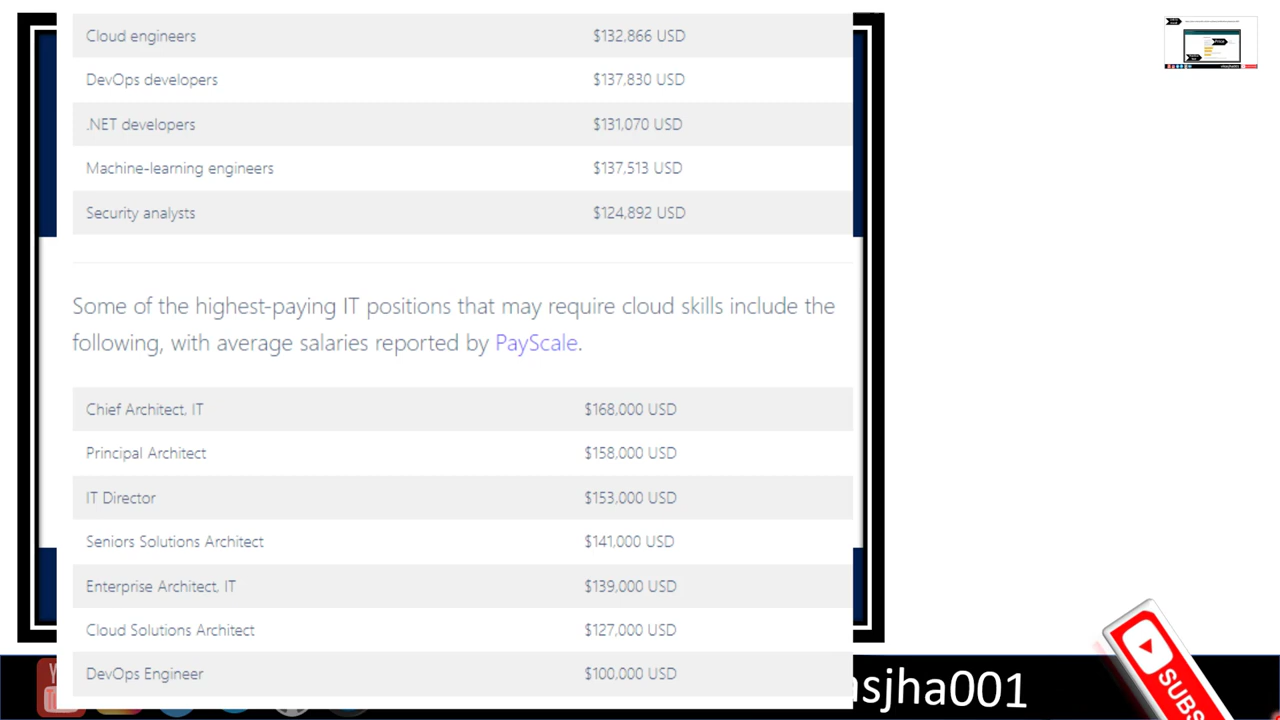 Cloud engineers $132,866 USD
DevOps developers $137,830 USD
.NET developers $131,070 USD
Machine-learning engineers $137,513 USD
Security analysts $124,892 USD
Some of the highest-paying IT positions that may require cloud skills include the
following, with average salaries reported by PayScale.
Chief Architect, IT $168,000 USD
Principal Architect $158,000 USD
IT Director $153,000 USD
Seniors Solutions Architect $141,000 USD
Enterprise Architect, IT $139,000 USD
Cloud Solutions Architect $127,000 USD
DevOps Engineer $100,000 USD
asjha001
SUBS